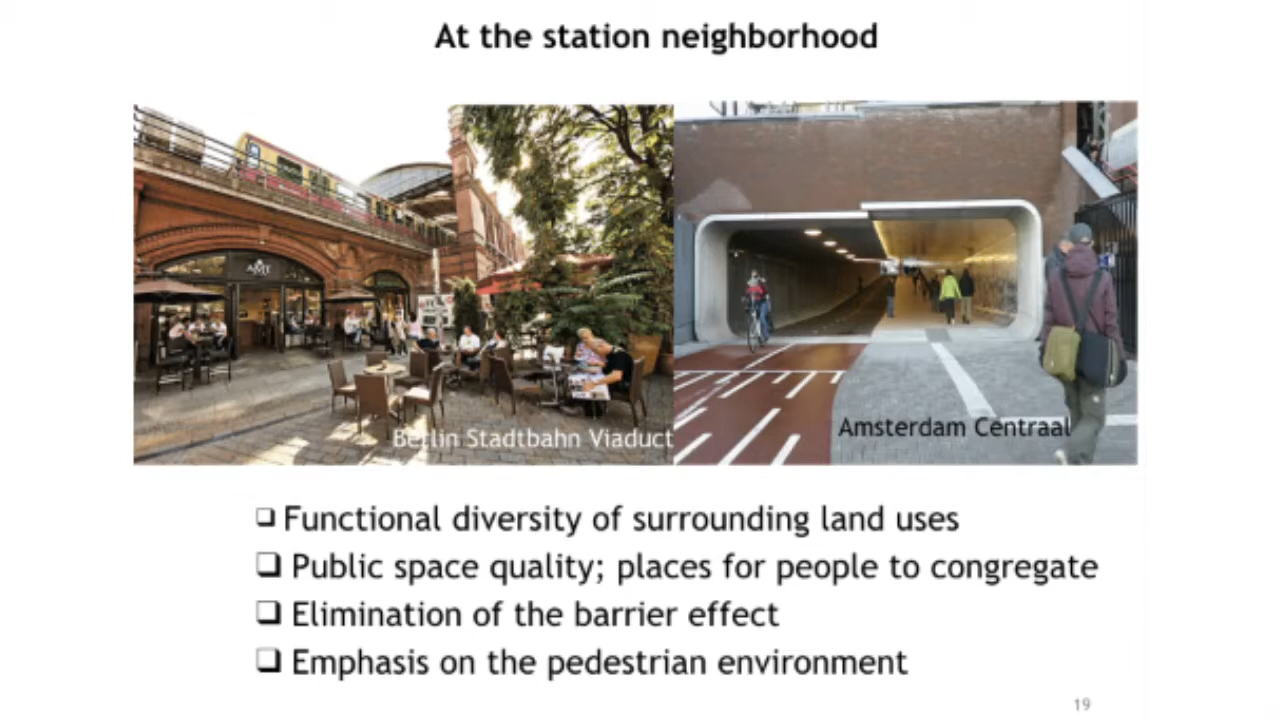 At the station neighborhood
AMT
Berlin Stadtbahn Viaduct
Amsterdam Centraal
Functional diversity of surrounding land uses
Public space quality; places for people to congregate
Elimination of the barrier effect
Emphasis on the pedestrian environment
19